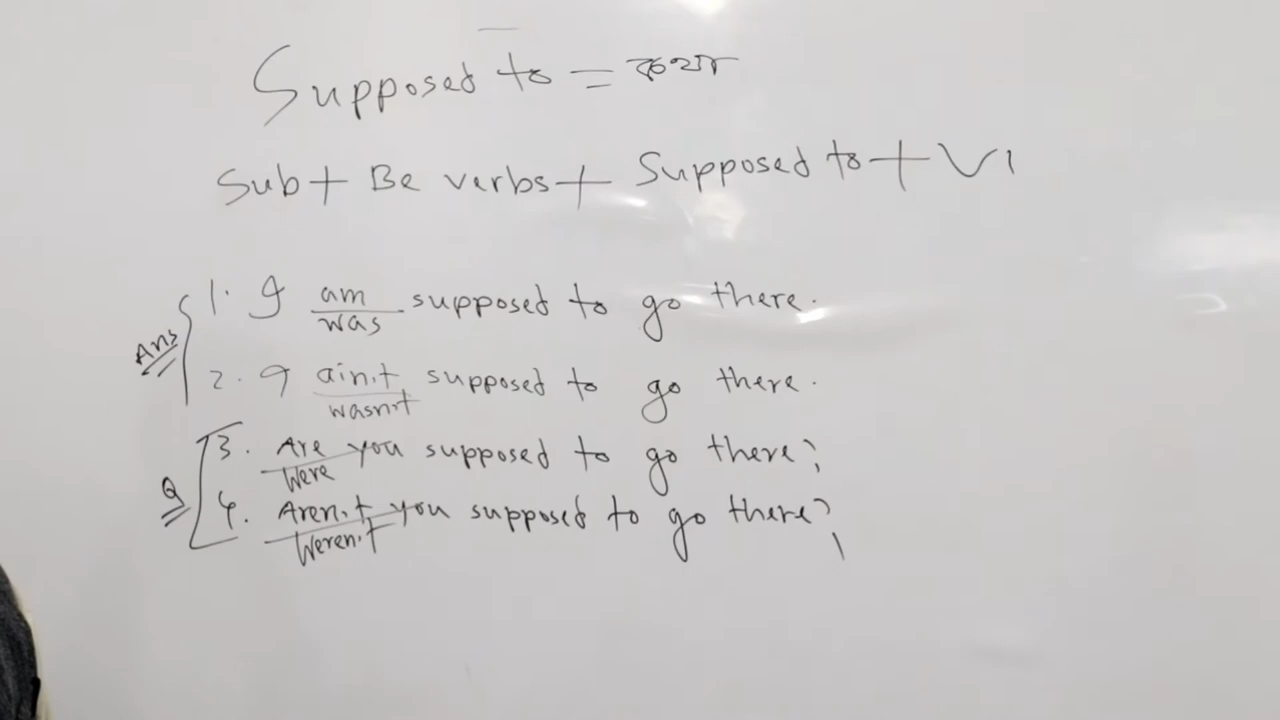 Supposed to = কথা
Sub + Be verbs + Supposed to + V1
Ans
1. I am supposed to go there.
was
2. I ain't supposed to go there.
wasn't
Q
3. Are you supposed to go there?
Were
4. Aren't you supposed to go there?
Weren't